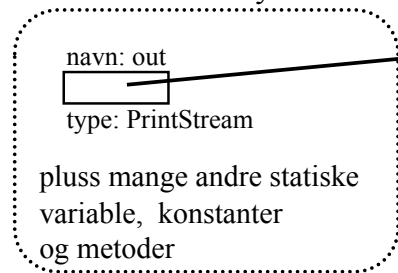 navn: out
type: PrintStream
pluss mange andre statiske
variable, konstanter
og metoder